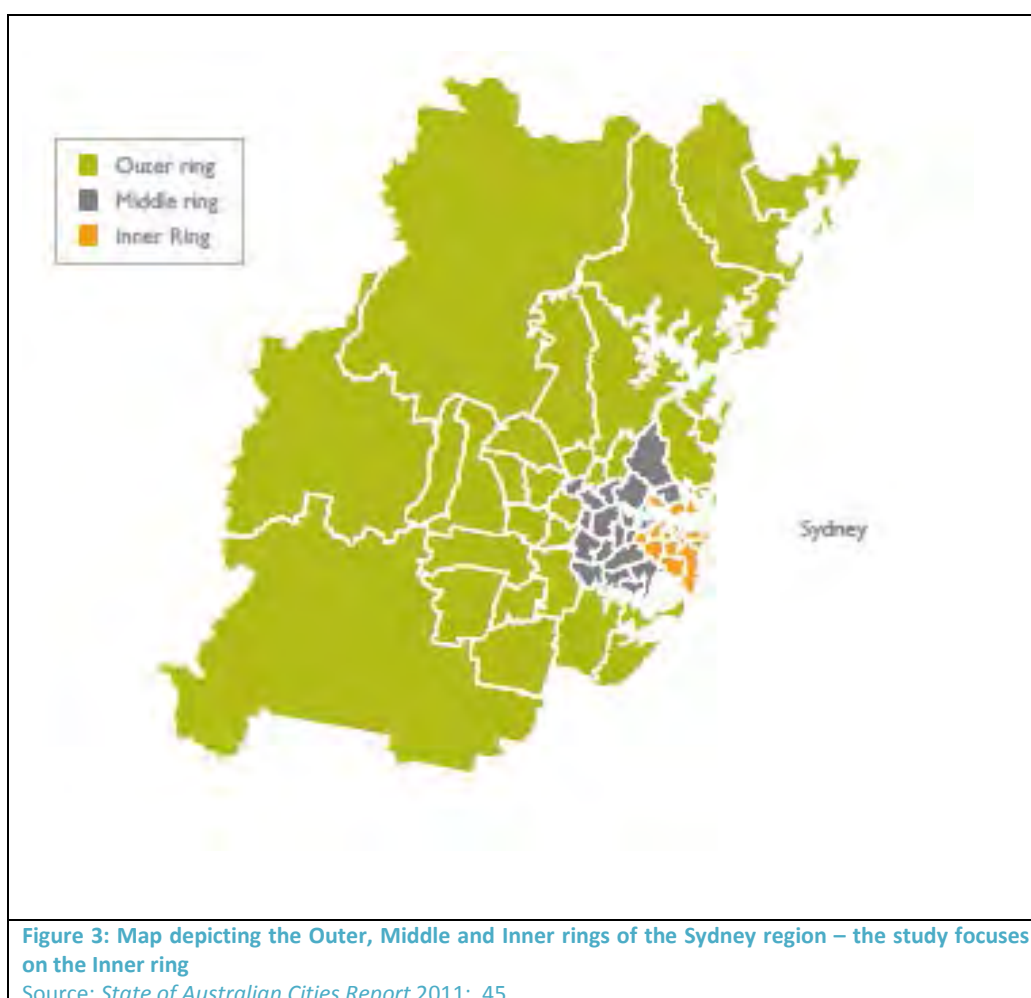 Outer ring
Middle ring
Inner Ring
Sydney
Figure 3: Map depicting the Outer, Middle and Inner rings of the Sydney region – the study focuses
on the Inner ring
Source: State of Australian Cities Report 2011: 45